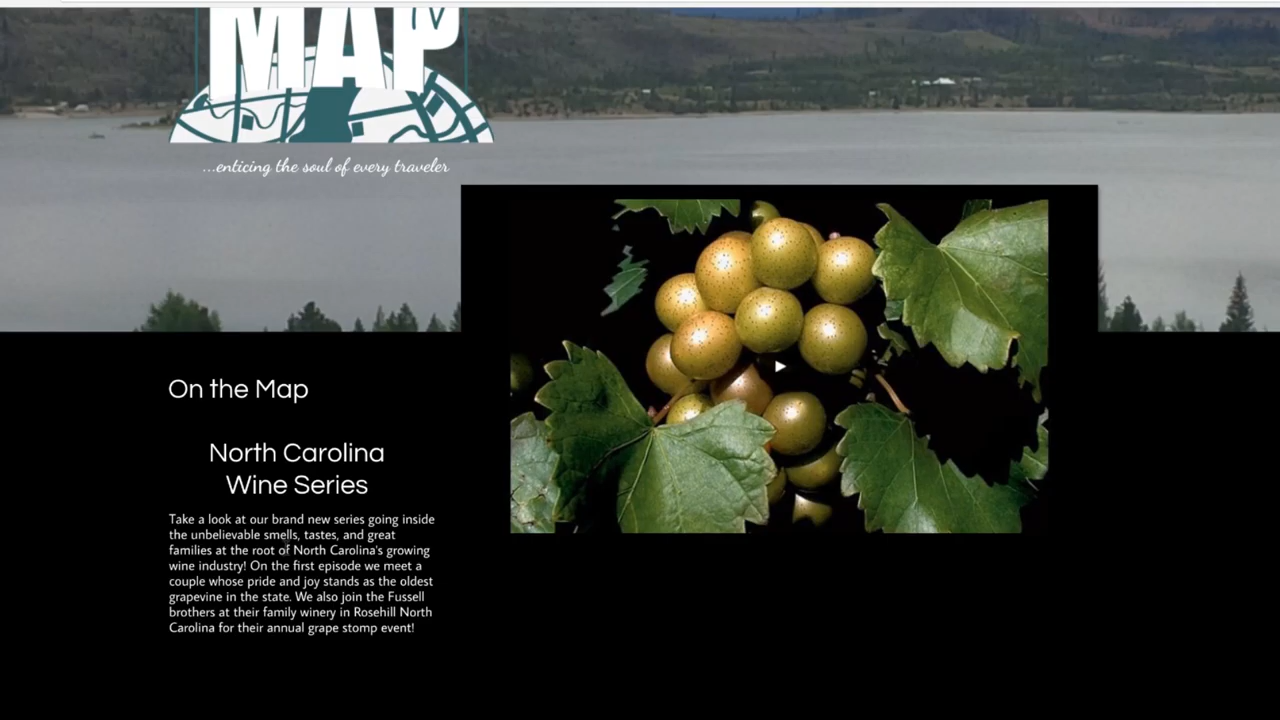 MAP
...enticing the soul of every traveler
On the Map
North Carolina
Wine Series
Take a look at our brand new series going inside
the unbelievable smells, tastes, and great
families at the root of North Carolina's growing
wine industry! On the first episode we meet a
couple whose pride and joy stands as the oldest
grapevine in the state. We also join the Fussell
brothers at their family winery in Rosehill North
Carolina for their annual grape stomp event!